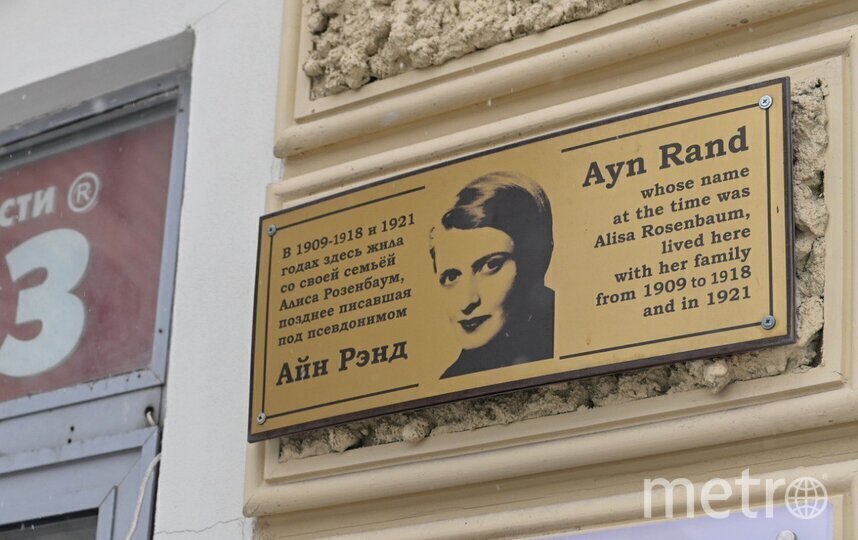 СТИ ®
3
В 1909-1918 и 1921
годах здесь жила
со своей семьёй
Алиса Розенбаум,
позднее писавшая
под псевдонимом
Айн Рэнд
Ayn Rand
whose name
at the time was
Alisa Rosenbaum,
lived here
with her family
from 1909 to 1918
and in 1921
metro